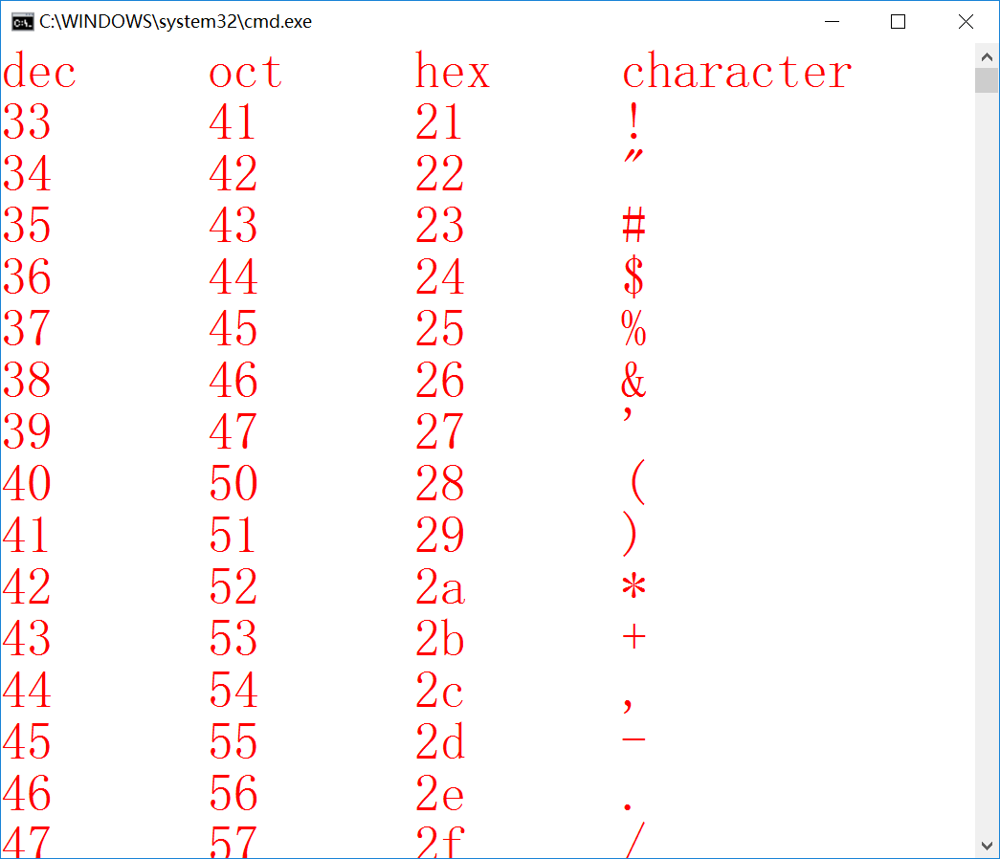 C:\WINDOWS\system32\cmd.exe
dec oct hex character
33 41 21 !
34 42 22 "
35 43 23 #
36 44 24 $
37 45 25 %
38 46 26 &
39 47 27 '
40 50 28 (
41 51 29 )
42 52 2a *
43 53 2b +
44 54 2c ,
45 55 2d -
46 56 2e .
47 57 2f /